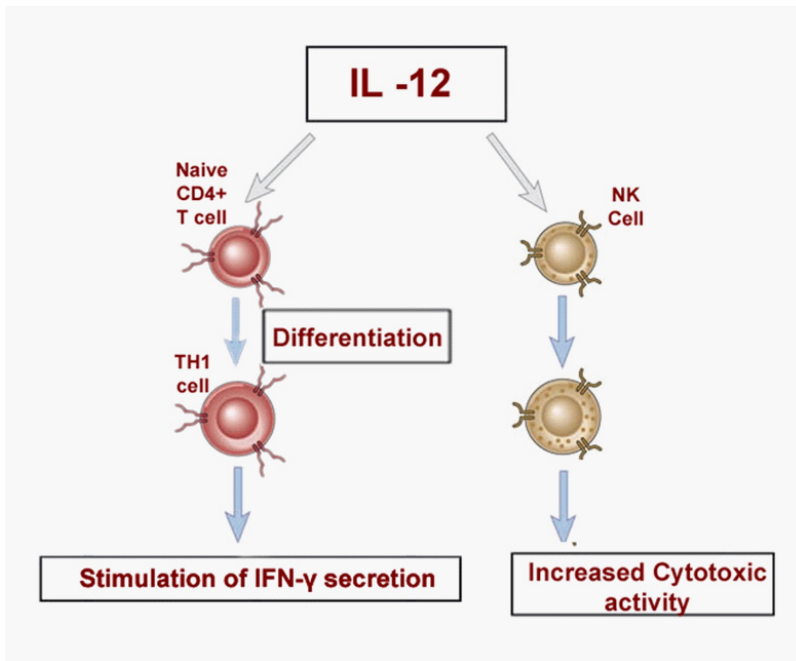 IL -12
Naive
CD4+
T cell
NK
Cell
Differentiation
TH1
cell
Stimulation of IFN-γ secretion
Increased Cytotoxic
activity